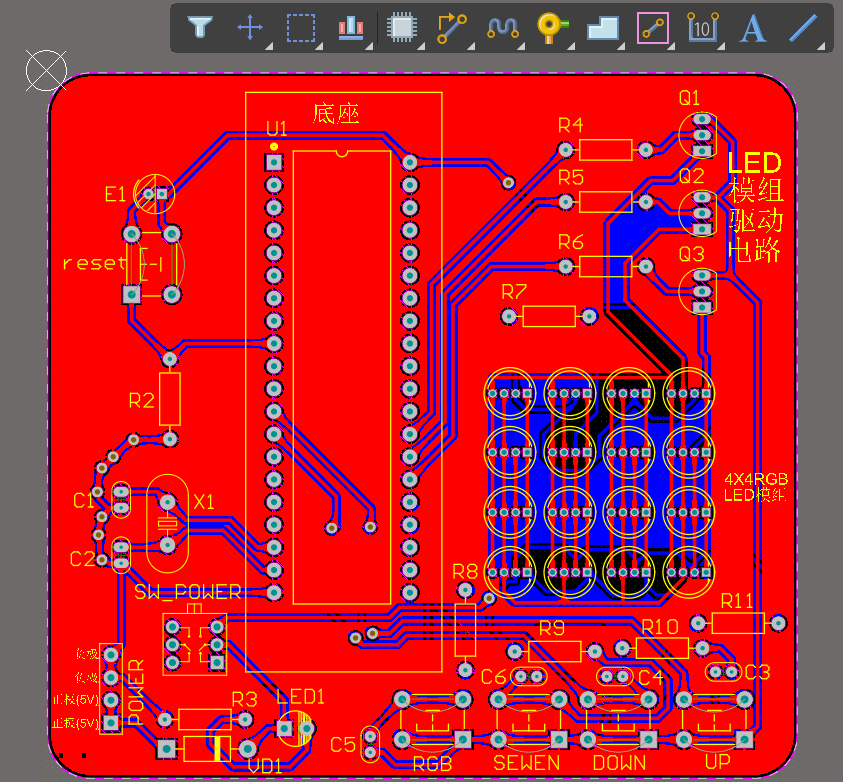 10
A
底座
U1
Q1
R4
LED
模组
驱动
电路
Q2
R5
E1
Q3
R6
reset
R7
R2
4X4RGB
LED模组
C1
X1
C2
R8
SW_POWER
R11
R9
R10
负极
负极
正极(5V)
正极(5V)
POWER
C6
C4
C3
R3
LED1
C5
VD1
RGB
SEWEN
DOWN
UP